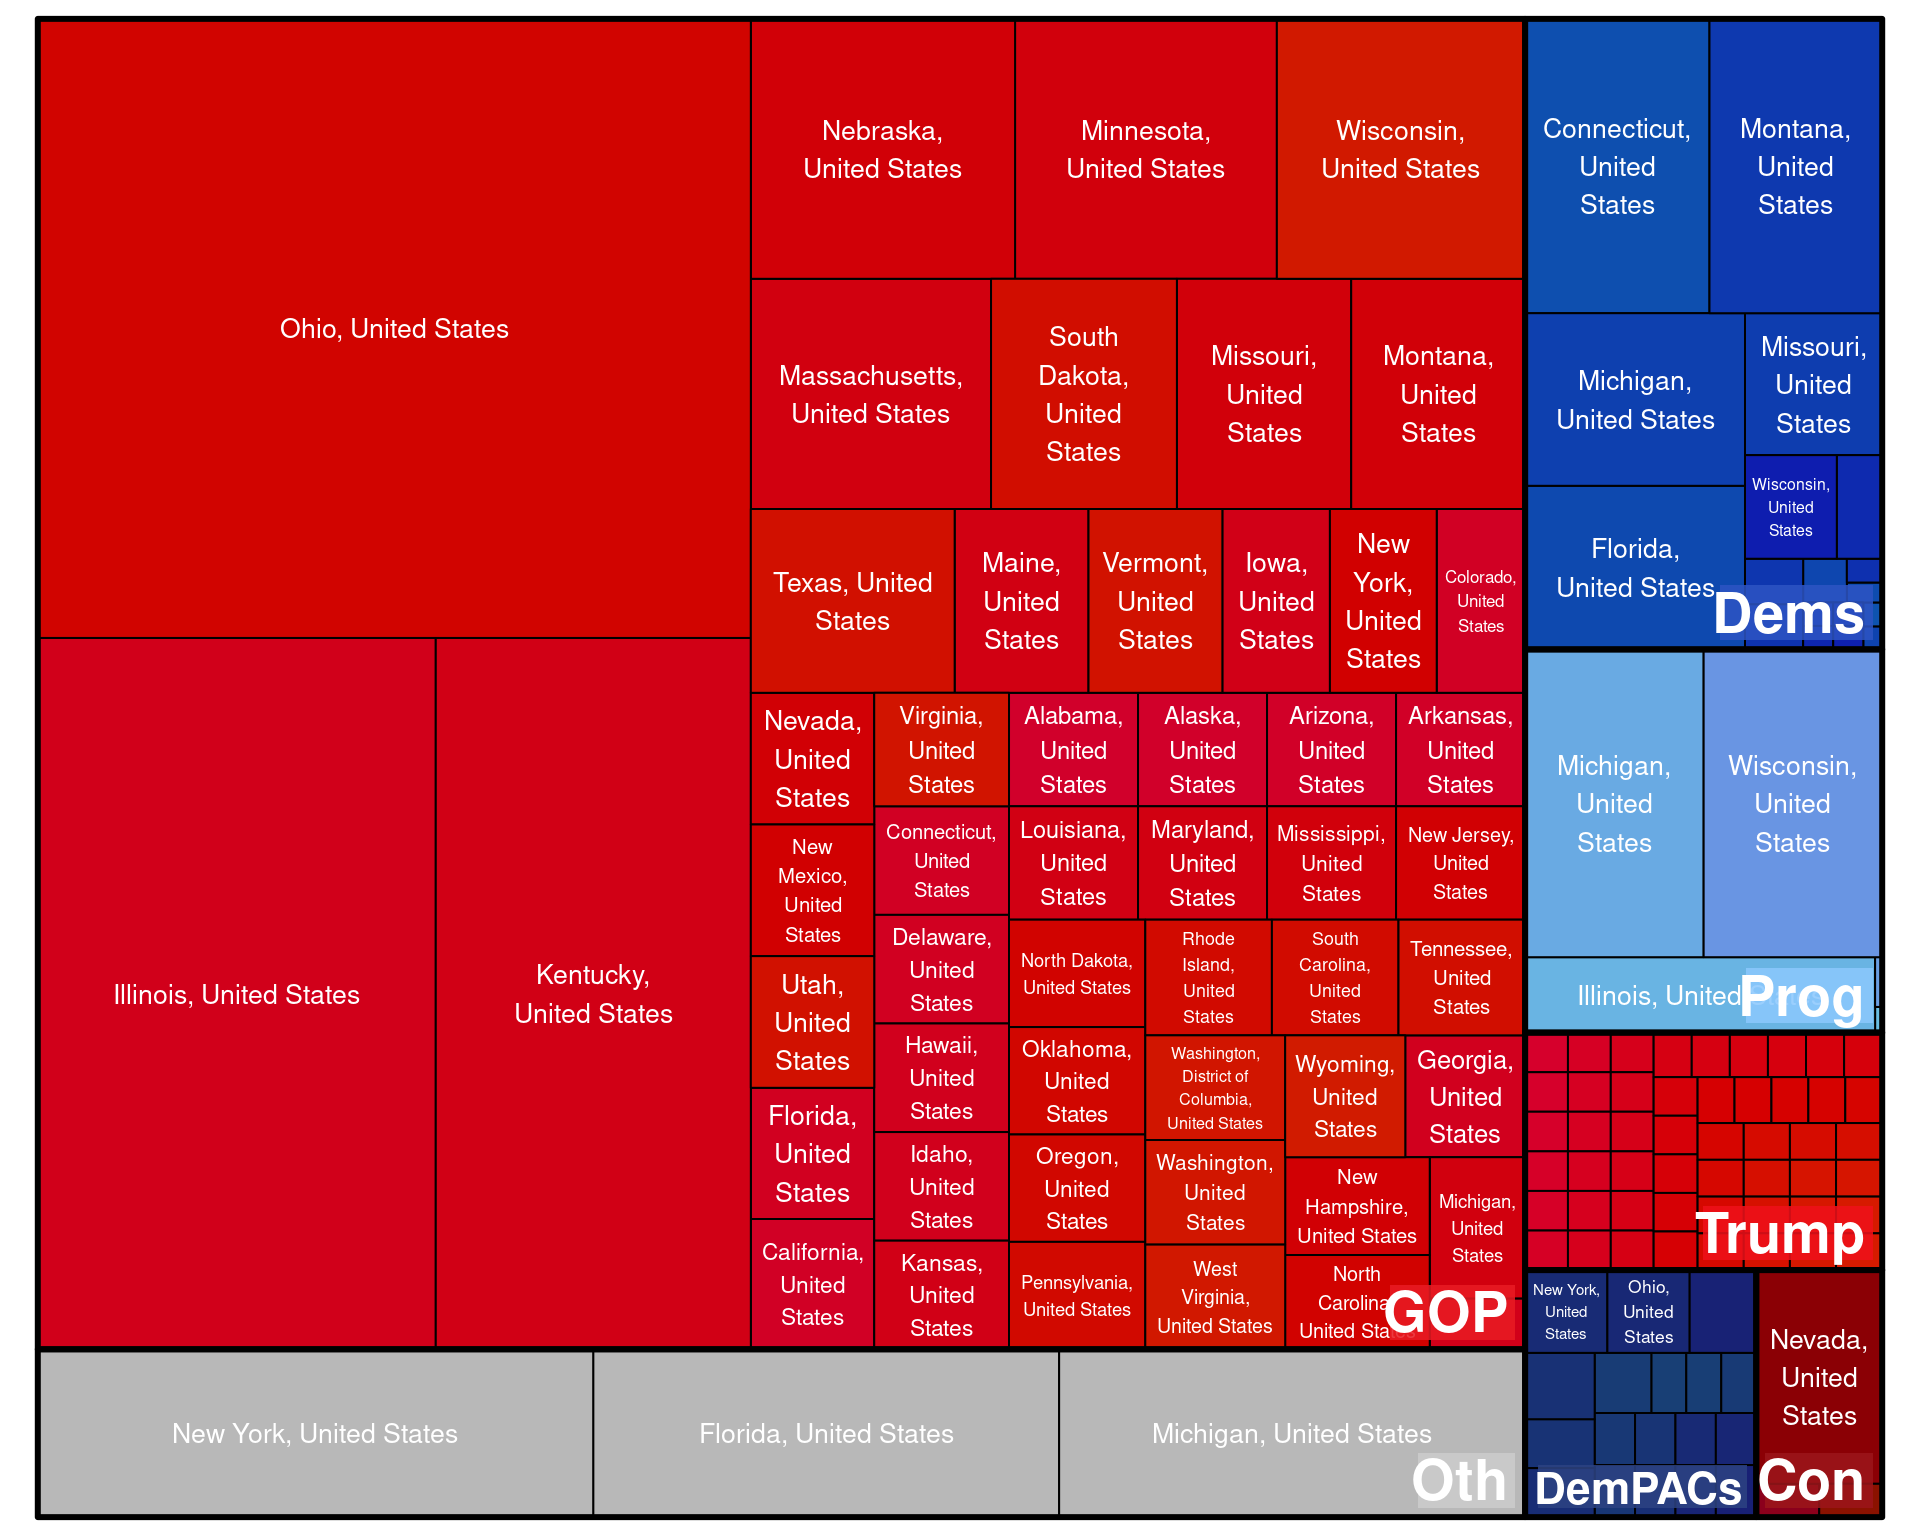 Ohio, United States
Illinois, United States
Kentucky,
United States
Nebraska,
United States
Minnesota,
United States
Wisconsin,
United States
Massachusetts,
United States
South
Dakota,
United
States
Missouri,
United
States
Montana,
United
States
Texas, United
States
Maine,
United
States
Vermont,
United
States
Iowa,
United
States
New
York,
United
States
Colorado,
United
States
Nevada,
United
States
New
Mexico,
United
States
Utah,
United
States
Florida,
United
States
California,
United
States
Virginia,
United
States
Connecticut,
United
States
Delaware,
United
States
Hawaii,
United
States
Idaho,
United
States
Kansas,
United
States
Alabama,
United
States
Alaska,
United
States
Arizona,
United
States
Arkansas,
United
States
Louisiana,
United
States
Maryland,
United
States
Mississippi,
United
States
New Jersey,
United
States
North Dakota,
United States
Oklahoma,
United
States
Oregon,
United
States
Pennsylvania,
United States
Rhode
Island,
United
States
South
Carolina,
United
States
Tennessee,
United
States
Washington,
District of
Columbia,
United States
Washington,
United
States
West
Virginia,
United States
Wyoming,
United
States
Georgia,
United
States
New
Hampshire,
United States
Michigan,
United
States
North
Carolina
United States
GOP
New York, United States
Florida, United States
Michigan, United States
Oth
Connecticut,
United
States
Montana,
United
States
Michigan,
United States
Missouri,
United
States
Florida,
United States
Wisconsin,
United
States
Dems
Michigan,
United
States
Wisconsin,
United
States
Illinois, United
Prog
Trump
New York,
United
States
Ohio,
United
States
DemPACs
Nevada,
United
States
Con